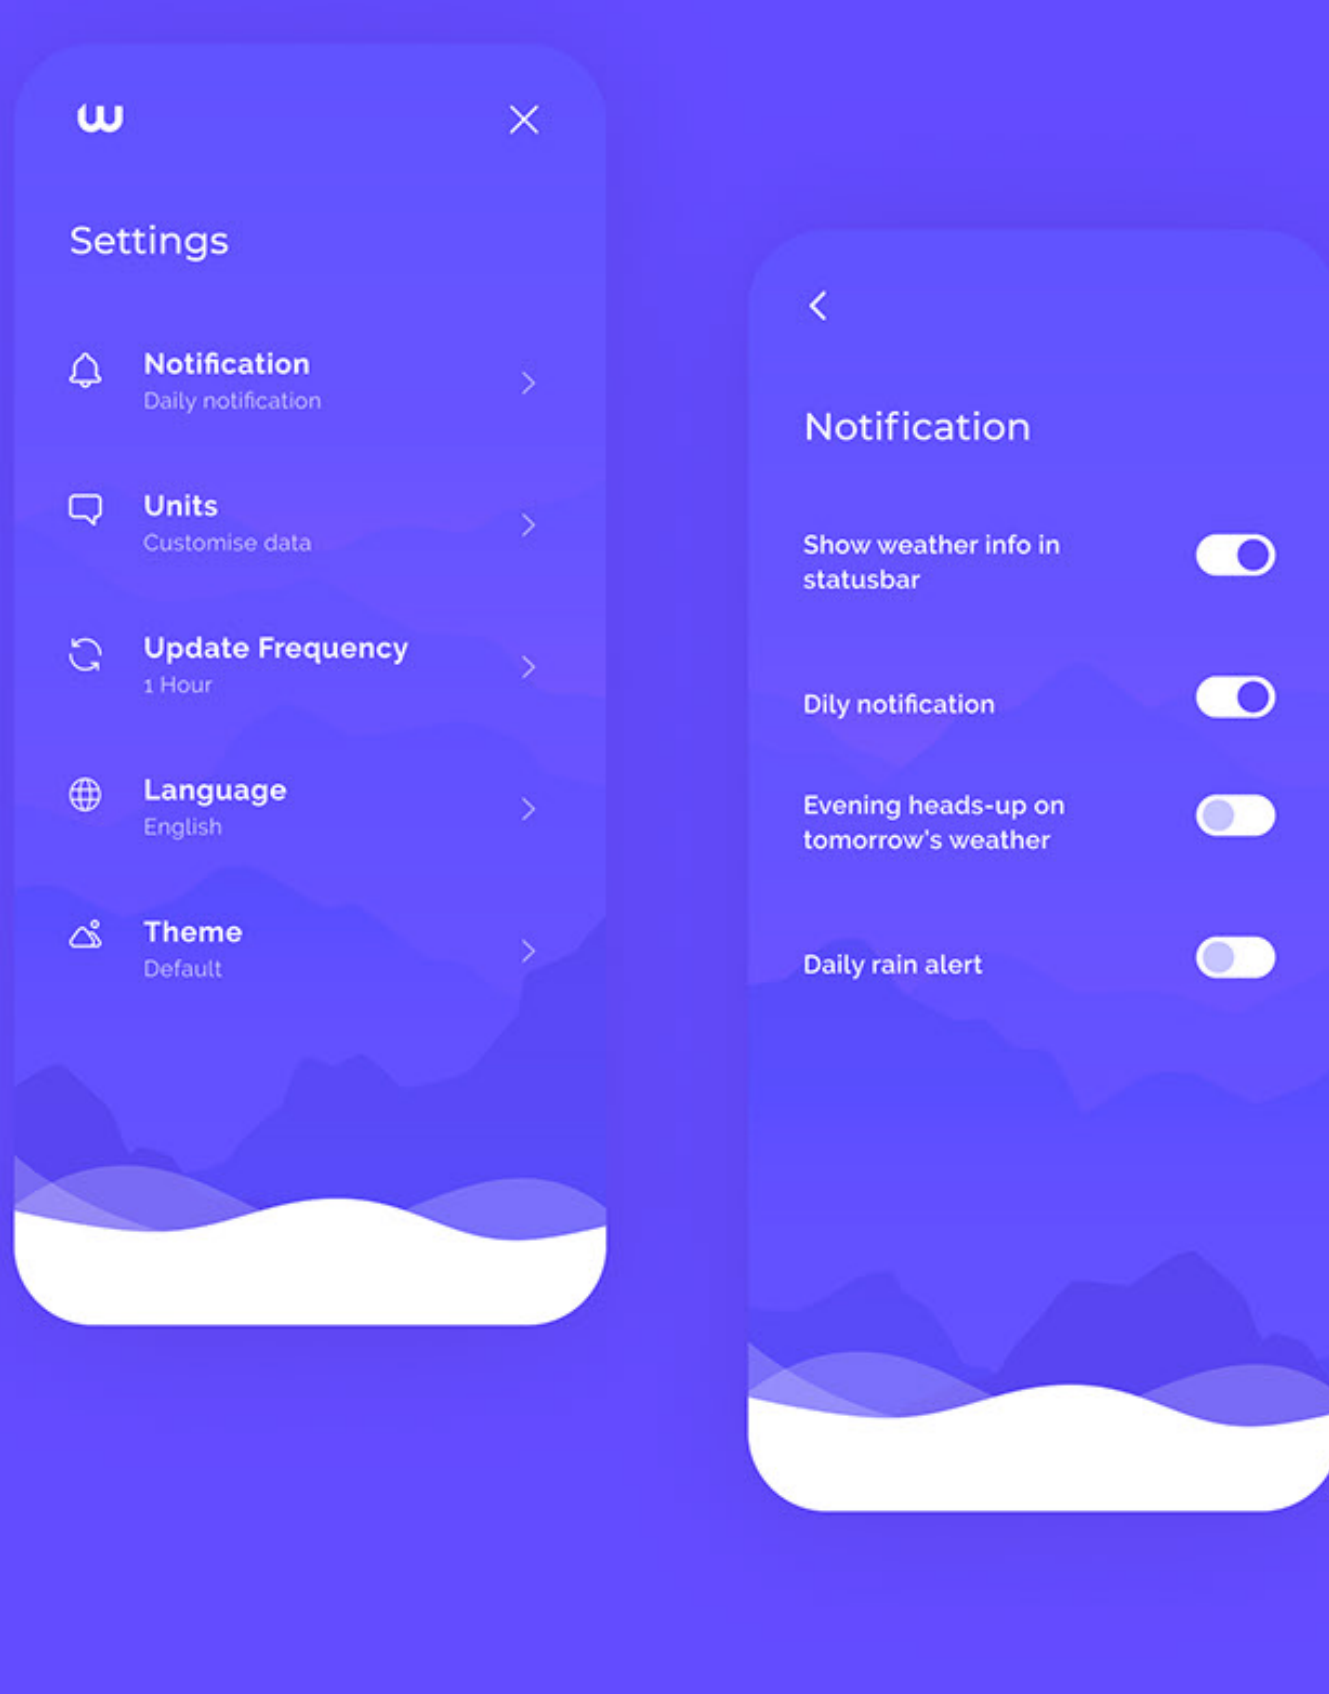 w
Settings
Notification
Daily notification
Units
Customise data
Update Frequency
1 Hour
Language
English
Theme
Default
Notification
Show weather info in
statusbar
Dily notification
Evening heads-up on
tomorrow's weather
Daily rain alert